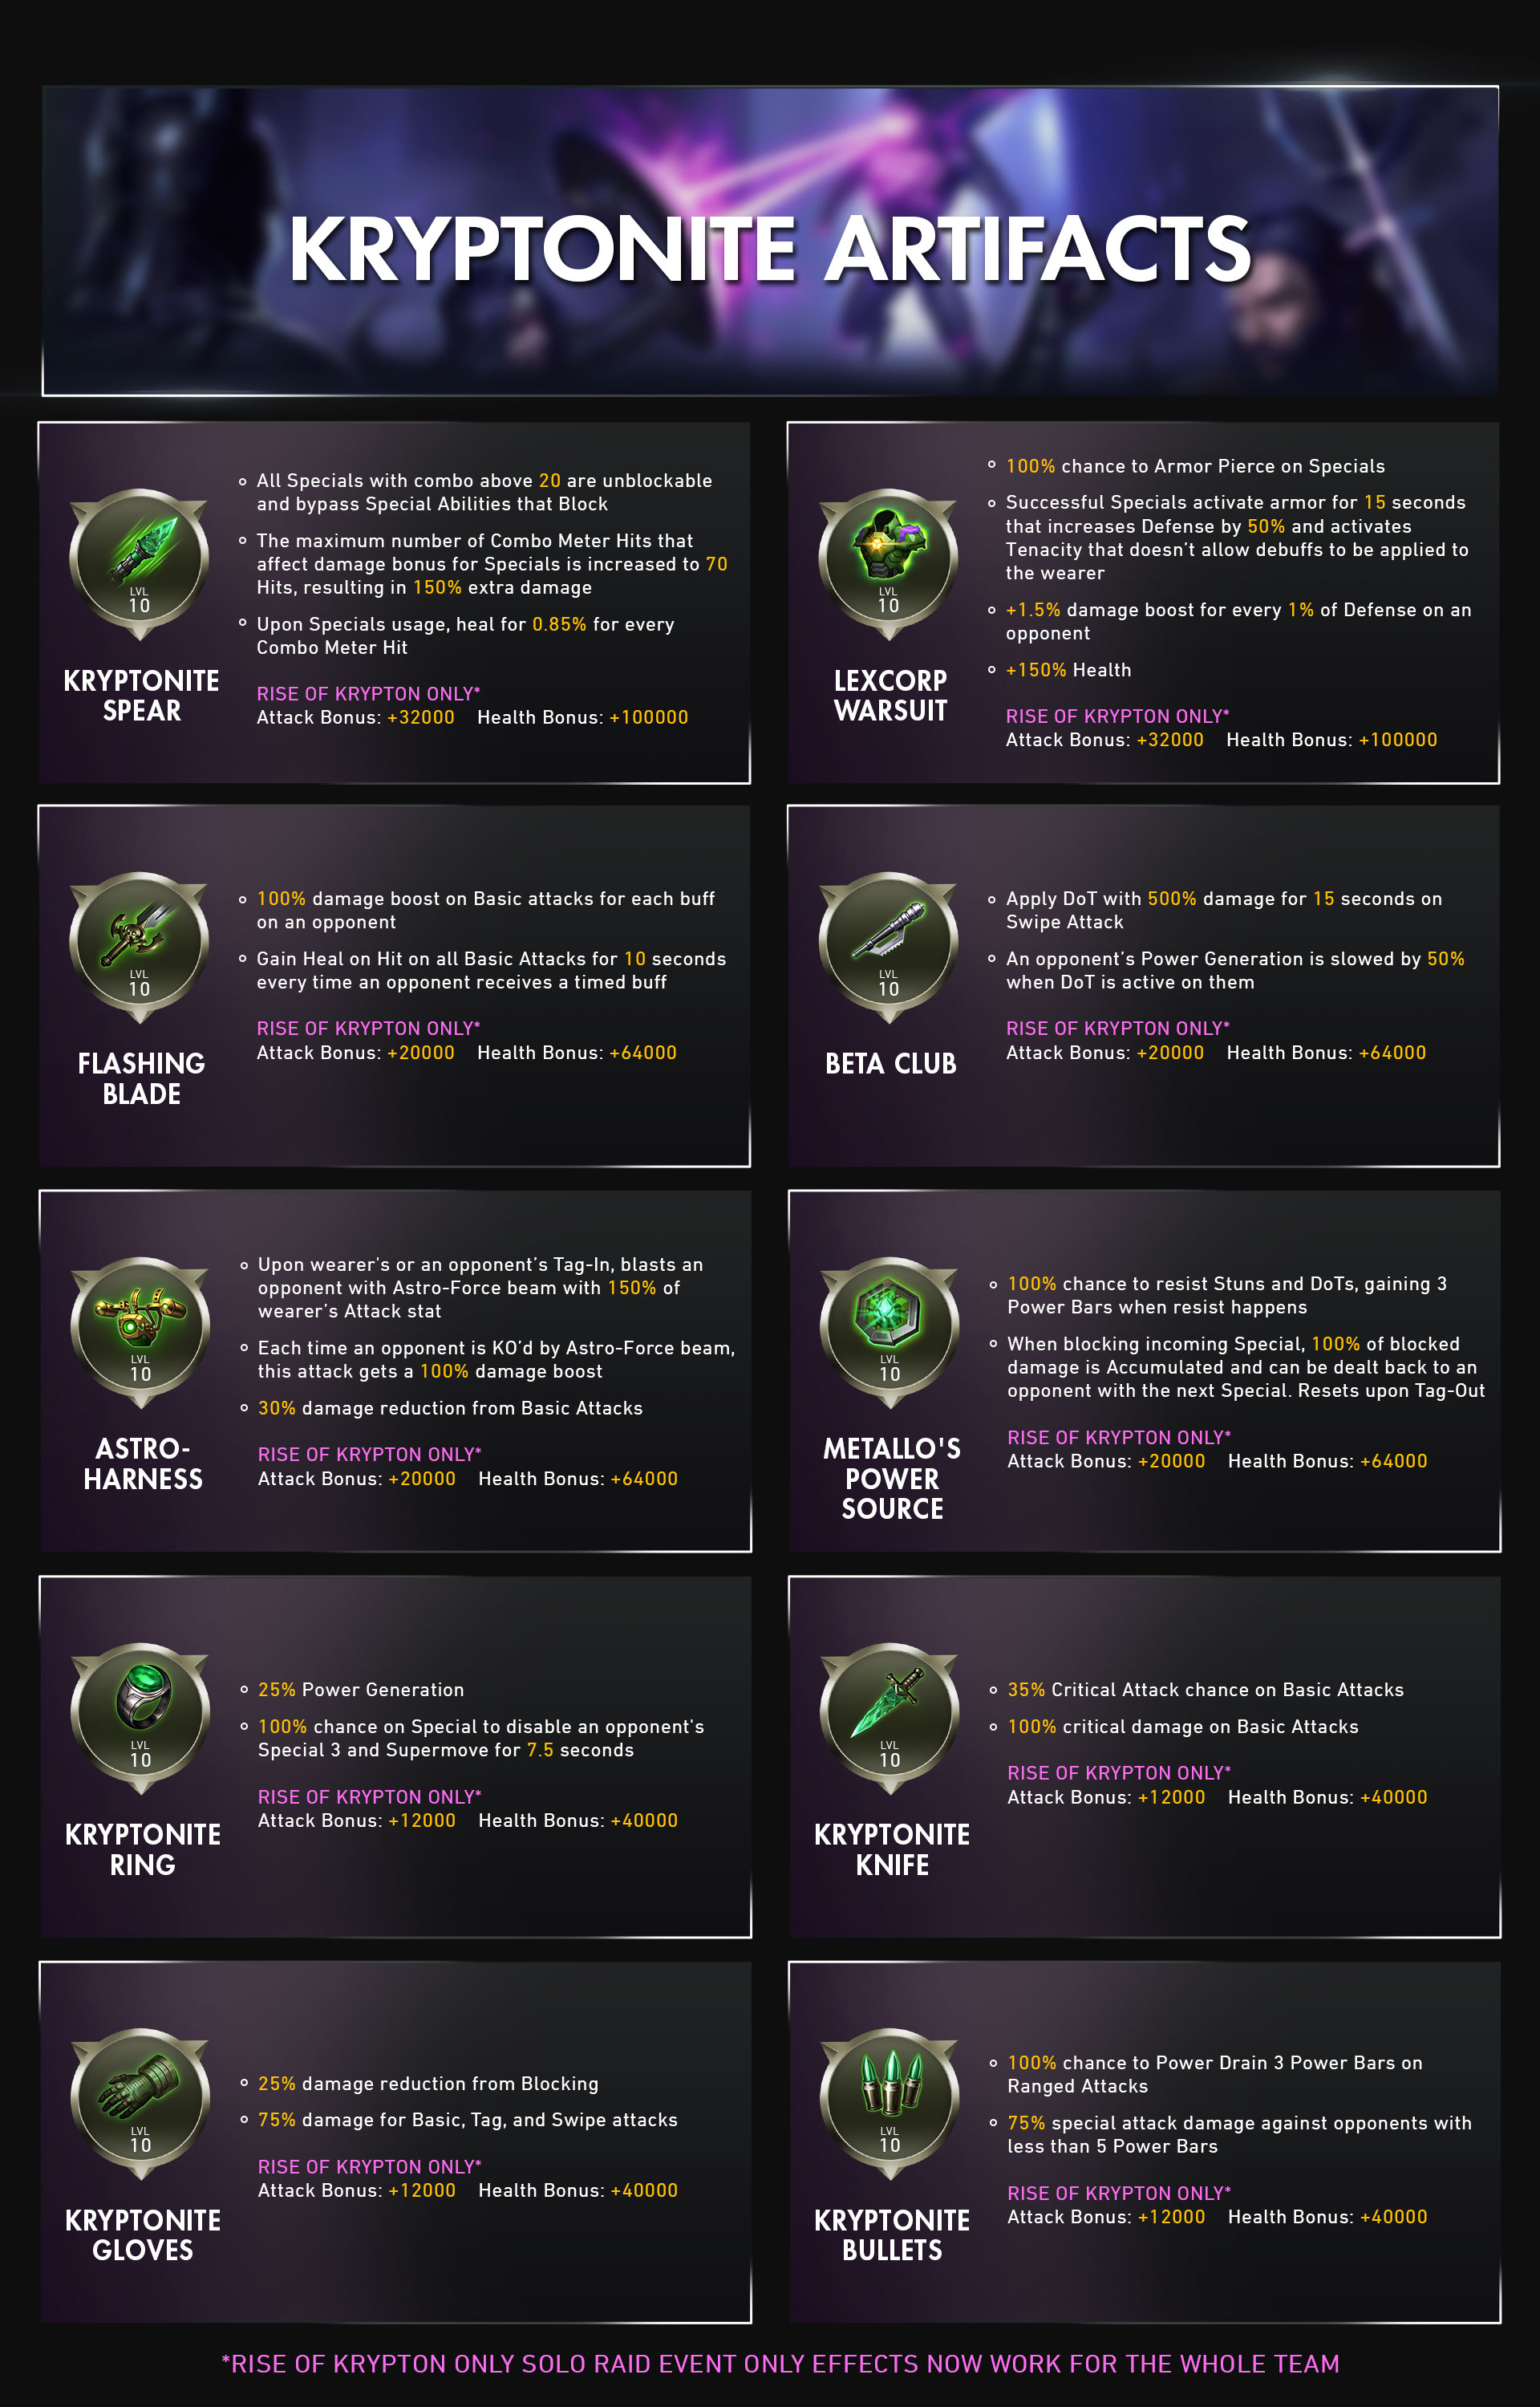 KRYPTONITE ARTIFACTS
LVL
10
KRYPTONITE
SPEAR
All Specials with combo above 20 are unblockable
and bypass Special Abilities that Block
The maximum number of Combo Meter Hits that
affect damage bonus for Specials is increased to 70
Hits, resulting in 150% extra damage
Upon Specials usage, heal for 0.85% for every
Combo Meter Hit
RISE OF KRYPTON ONLY*
Attack Bonus: +32000 Health Bonus: +100000
LVL
10
LEXCORP
WARSUIT
100% chance to Armor Pierce on Specials
Successful Specials activate armor for 15 seconds
that increases Defense by 50% and activates
Tenacity that doesn't allow debuffs to be applied to
the wearer
+1.5% damage boost for every 1% of Defense on an
opponent
+150% Health
RISE OF KRYPTON ONLY*
Attack Bonus: +32000 Health Bonus: +100000
LVL
10
FLASHING
BLADE
100% damage boost on Basic attacks for each buff
on an opponent
Gain Heal on Hit on all Basic Attacks for 10 seconds
every time an opponent receives a timed buff
RISE OF KRYPTON ONLY*
Attack Bonus: +20000 Health Bonus: +64000
LVL
10
BETA CLUB
Apply DoT with 500% damage for 15 seconds on
Swipe Attack
An opponent's Power Generation is slowed by 50%
when DoT is active on them
RISE OF KRYPTON ONLY*
Attack Bonus: +20000 Health Bonus: +64000
LVL
10
ASTRO-
HARNESS
Upon wearer's or an opponent's Tag-In, blasts an
opponent with Astro-Force beam with 150% of
wearer's Attack stat
Each time an opponent is KO'd by Astro-Force beam,
this attack gets a 100% damage boost
30% damage reduction from Basic Attacks
RISE OF KRYPTON ONLY*
Attack Bonus: +20000 Health Bonus: +64000
LVL
10
METALLO'S
POWER
SOURCE
100% chance to resist Stuns and DoTs, gaining 3
Power Bars when resist happens
When blocking incoming Special, 100% of blocked
damage is Accumulated and can be dealt back to an
opponent with the next Special. Resets upon Tag-Out
RISE OF KRYPTON ONLY*
Attack Bonus: +20000 Health Bonus: +64000
LVL
10
KRYPTONITE
RING
25% Power Generation
100% chance on Special to disable an opponent's
Special 3 and Supermove for 7.5 seconds
RISE OF KRYPTON ONLY*
Attack Bonus: +12000 Health Bonus: +40000
LVL
10
KRYPTONITE
KNIFE
35% Critical Attack chance on Basic Attacks
100% critical damage on Basic Attacks
RISE OF KRYPTON ONLY*
Attack Bonus: +12000 Health Bonus: +40000
LVL
10
KRYPTONITE
GLOVES
25% damage reduction from Blocking
75% damage for Basic, Tag, and Swipe attacks
RISE OF KRYPTON ONLY*
Attack Bonus: +12000 Health Bonus: +40000
LVL
10
KRYPTONITE
BULLETS
100% chance to Power Drain 3 Power Bars on
Ranged Attacks
75% special attack damage against opponents with
less than 5 Power Bars
RISE OF KRYPTON ONLY*
Attack Bonus: +12000 Health Bonus: +40000
*RISE OF KRYPTON ONLY SOLO RAID EVENT ONLY EFFECTS NOW WORK FOR THE WHOLE TEAM